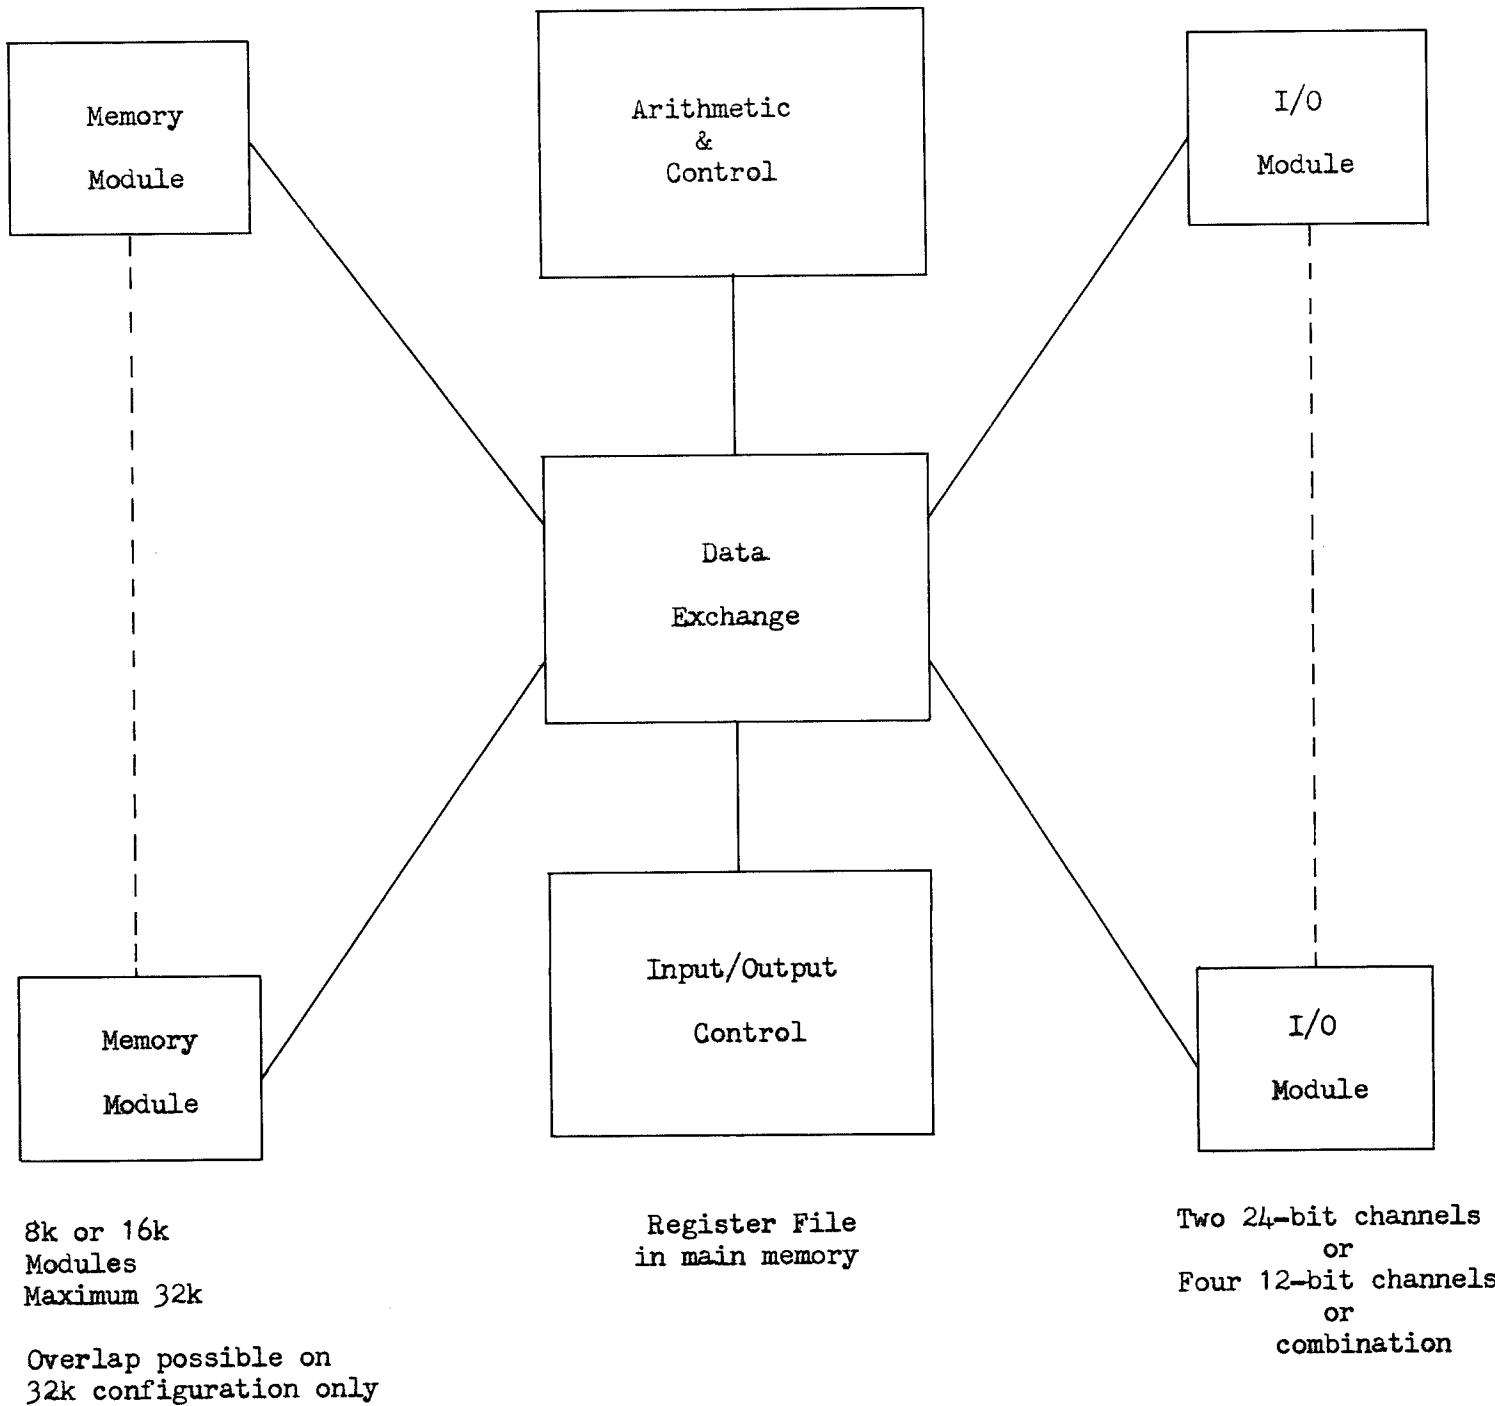 Memory
Module
Arithmetic
&
Control
I/O
Module
Data
Exchange
Memory
Module
Input/Output
Control
I/O
Module
8k or 16k
Modules
Maximum 32k
Overlap possible on
32k configuration only
Register File
in main memory
Two 24-bit channels
or
Four 12-bit channels
or
combination